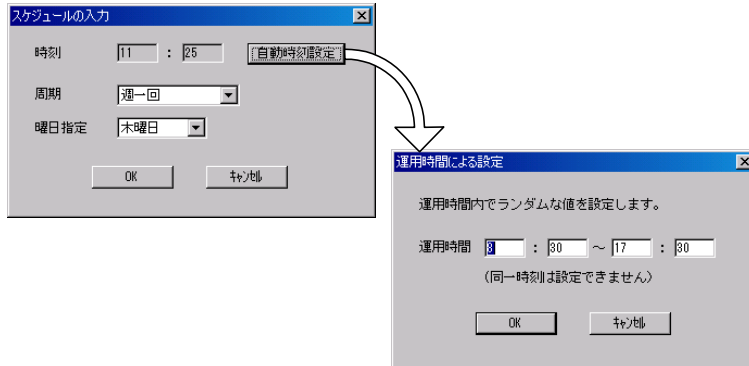 スケジュールの入力
時刻 11 : 25 自動時刻設定
周期 週一回
曜日指定 木曜日
OK ｷｬﾝｾﾙ
運用時間による設定
運用時間内でランダムな値を設定します。
運用時間 8 : 30 ～ 17 : 30
(同一時刻は設定できません)
OK ｷｬﾝｾﾙ